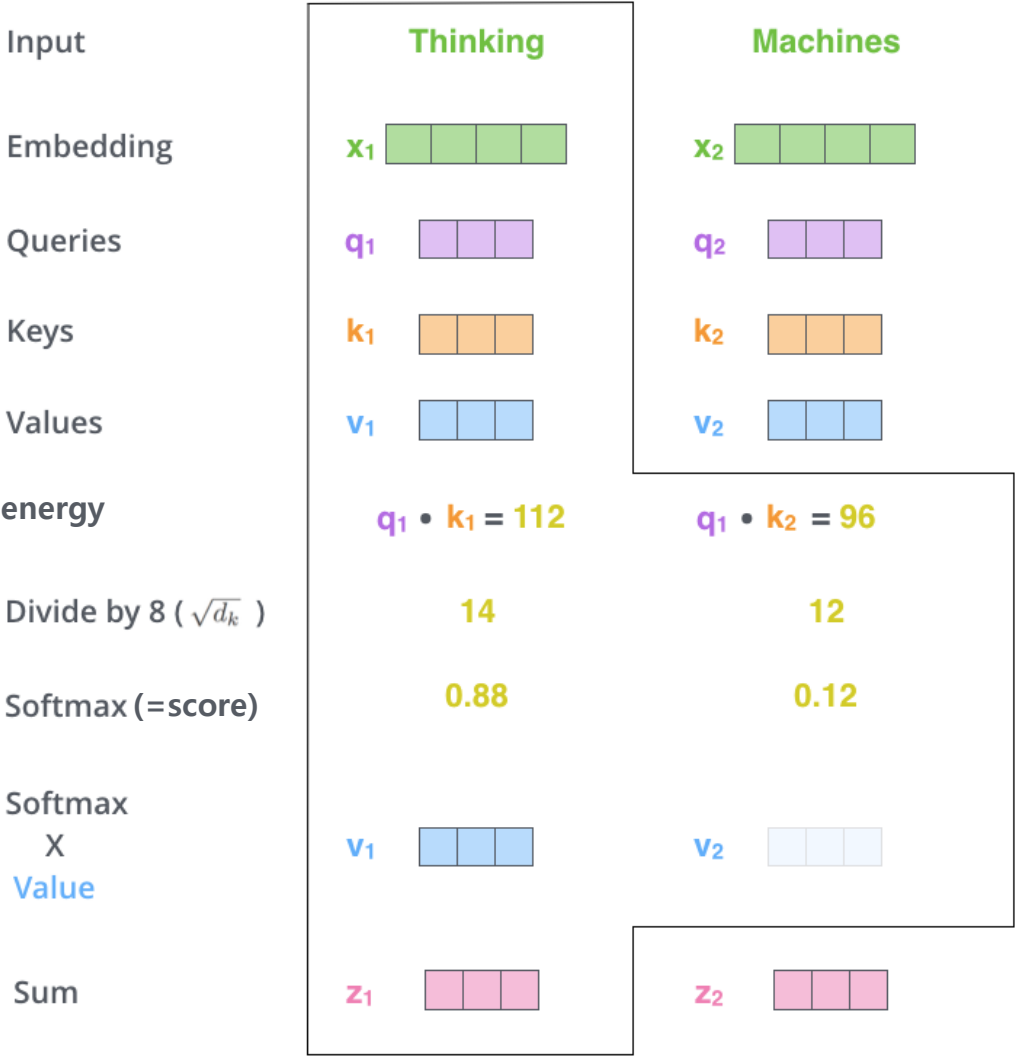 Input Thinking Machines
Embedding x₁ x₂
Queries q₁ q₂
Keys k₁ k₂
Values v₁ v₂
energy q₁ • k₁ = 112 q₁ • k₂ = 96
Divide by 8 ( √dₖ ) 14 12
Softmax (=score) 0.88 0.12
Softmax
X v₁ v₂
Value
Sum z₁ z₂